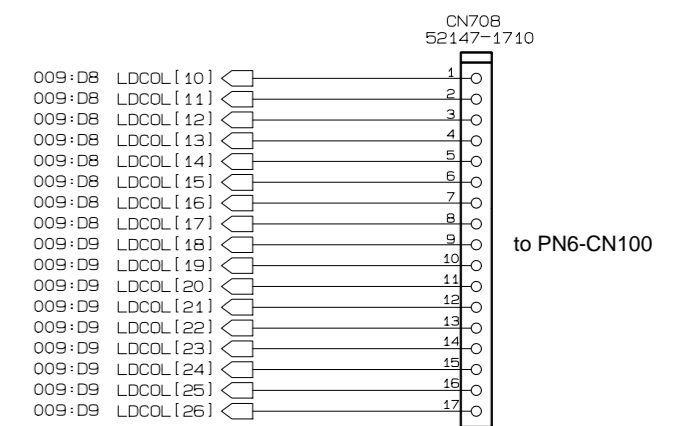 CN708
52147-1710
009:D8 LDCOL[10] 1
009:D8 LDCOL[11] 2
009:D8 LDCOL[12] 3
009:D8 LDCOL[13] 4
009:D8 LDCOL[14] 5
009:D8 LDCOL[15] 6
009:D8 LDCOL[16] 7
009:D8 LDCOL[17] 8
009:D9 LDCOL[18] 9
to PN6-CN100
009:D9 LDCOL[19] 10
009:D9 LDCOL[20] 11
009:D9 LDCOL[21] 12
009:D9 LDCOL[22] 13
009:D9 LDCOL[23] 14
009:D9 LDCOL[24] 15
009:D9 LDCOL[25] 16
009:D9 LDCOL[26] 17